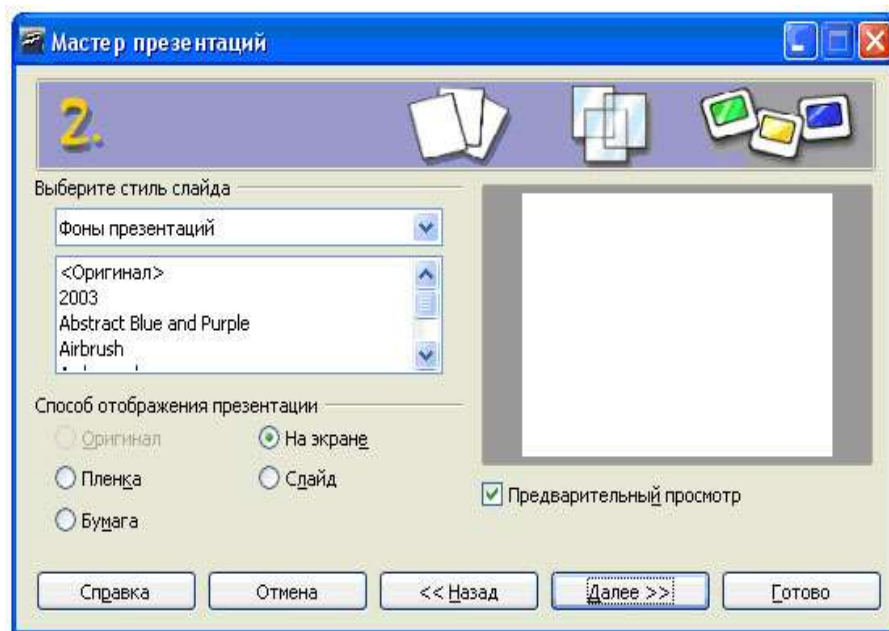 Мастер презентаций
2.
Выберите стиль слайда
Фоны презентаций
<Оригинал>
2003
Abstract Blue and Purple
Airbrush
Способ отображения презентации
Оригинал
На экране
Пленка
Слайд
Бумага
Предварительный просмотр
Справка
Отмена
<< Назад
Далее >>
Готово